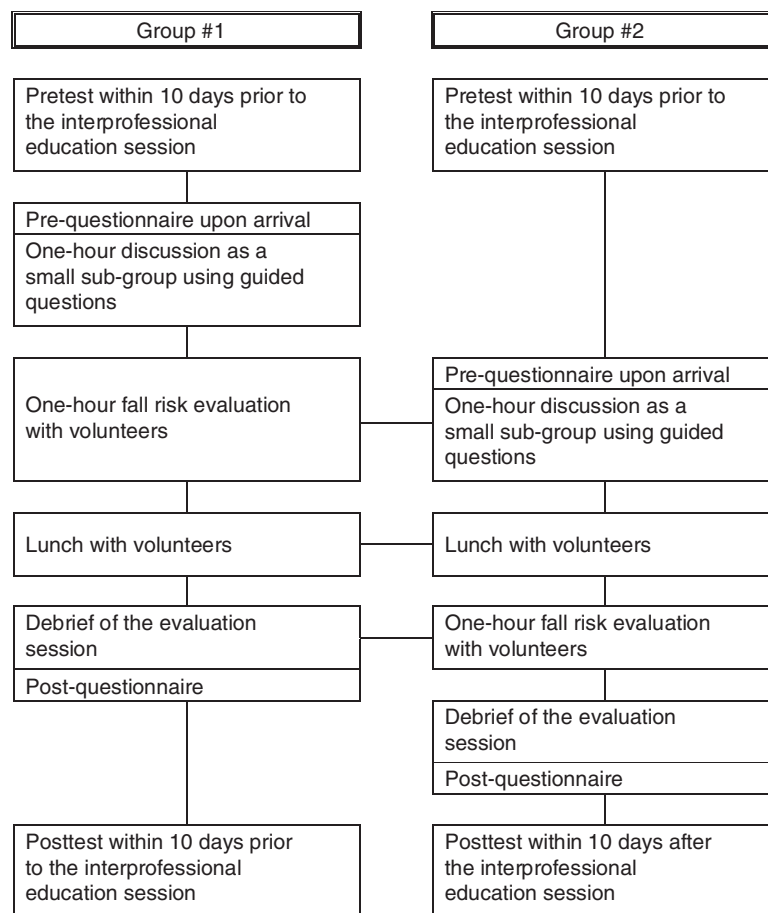 Group #1
Group #2
Pretest within 10 days prior to
the interprofessional
education session
Pretest within 10 days prior to
the interprofessional
education session
Pre-questionnaire upon arrival
One-hour discussion as a
small sub-group using guided
questions
One-hour fall risk evaluation
with volunteers
Pre-questionnaire upon arrival
One-hour discussion as a
small sub-group using guided
questions
Lunch with volunteers
Lunch with volunteers
Debrief of the evaluation
session
Post-questionnaire
One-hour fall risk evaluation
with volunteers
Debrief of the evaluation
session
Post-questionnaire
Posttest within 10 days prior
to the interprofessional
education session
Posttest within 10 days after
the interprofessional
education session